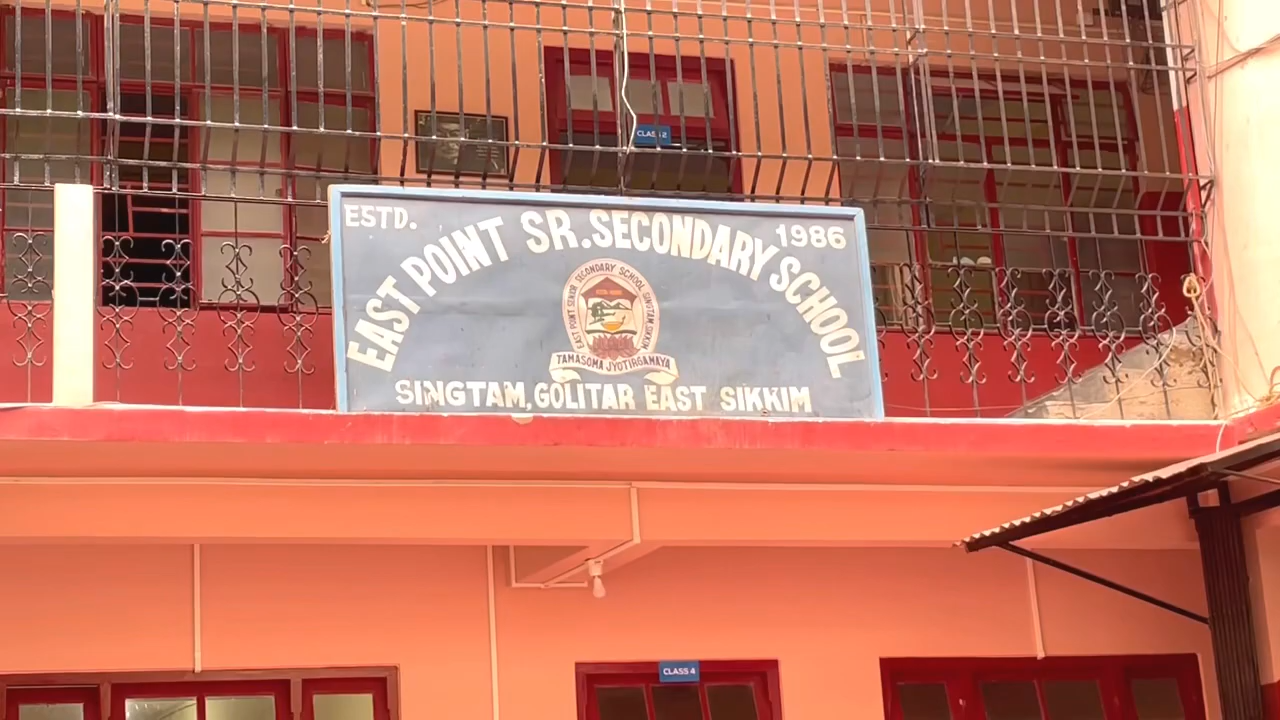 CLASS 2
ESTD. 1986
EAST POINT SR.SECONDARY SCHOOL
EAST POINT SENIOR SECONDARY SCHOOL SINGTAM SIKKIM
TAMASOMA JYOTIRGAMAYA
SINGTAM, GOLITAR EAST SIKKIM
CLASS 4